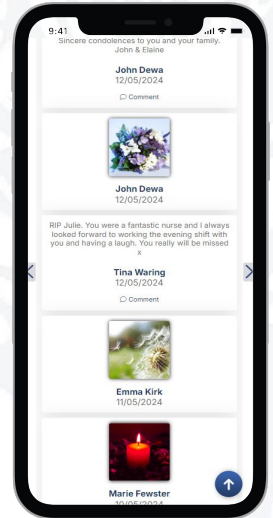 9:41
Sincere condolences to you and your family.
John & Elaine
John Dewa
12/05/2024
Comment
John Dewa
12/05/2024
RIP Julie. You were a fantastic nurse and I always
looked forward to working the evening shift with
you and having a laugh. You really will be missed
x
Tina Waring
12/05/2024
Comment
Emma Kirk
11/05/2024
Marie Fewster
10/05/2024